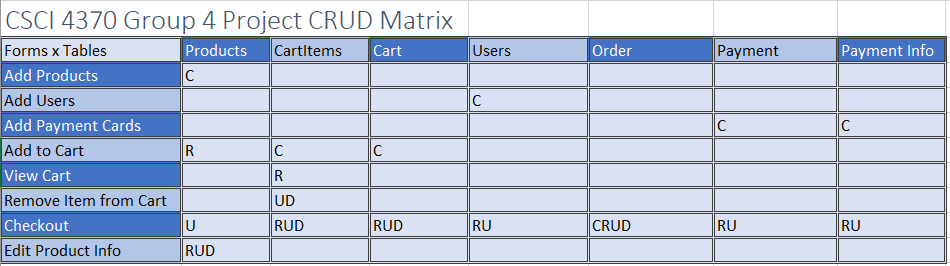 CSCI 4370 Group 4 Project CRUD Matrix
Forms x Tables Products CartItems Cart Users Order Payment Payment Info
Add Products C
Add Users C
Add Payment Cards C C
Add to Cart R C C
View Cart R
Remove Item from Cart UD
Checkout U RUD RUD RU CRUD RU RU
Edit Product Info RUD